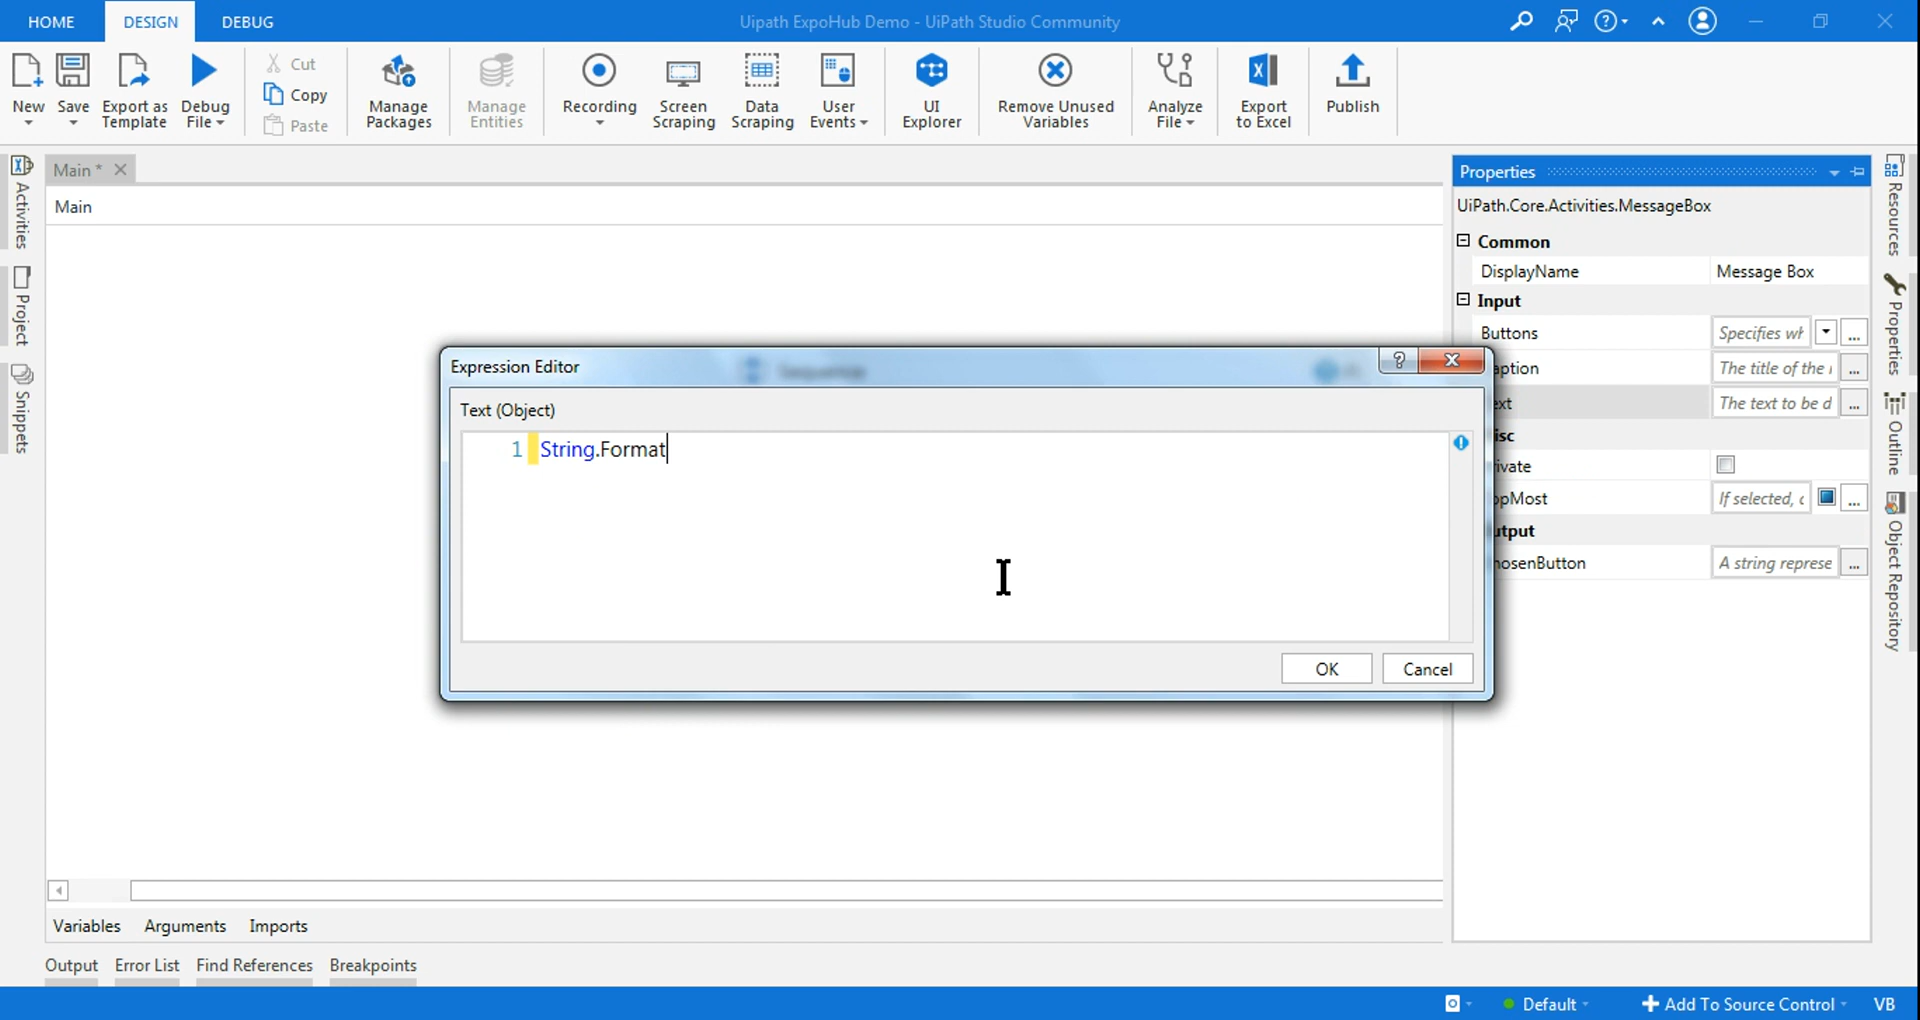 HOME DESIGN DEBUG Uipath ExpoHub Demo - UiPath Studio Community
New Save Export as Template Debug File Cut Copy Paste Manage Packages Manage Entities Recording Screen Scraping Data Scraping User Events UI Explorer Remove Unused Variables Analyze File Export to Excel Publish
Activities
Project
Snippets
Main *
Main
Expression Editor
Text (Object)
1 String.Format
OK Cancel
Properties
UiPath.Core.Activities.MessageBox
Common
DisplayName Message Box
Input
Buttons Specifies wh ...
aption The title of the ...
ext The text to be d ...
isc
ivate
opMost If selected, c ...
utput
hosenButton A string represe ...
Resources
Properties
Outline
Object Repository
Variables Arguments Imports
Output Error List Find References Breakpoints
Default Add To Source Control VB